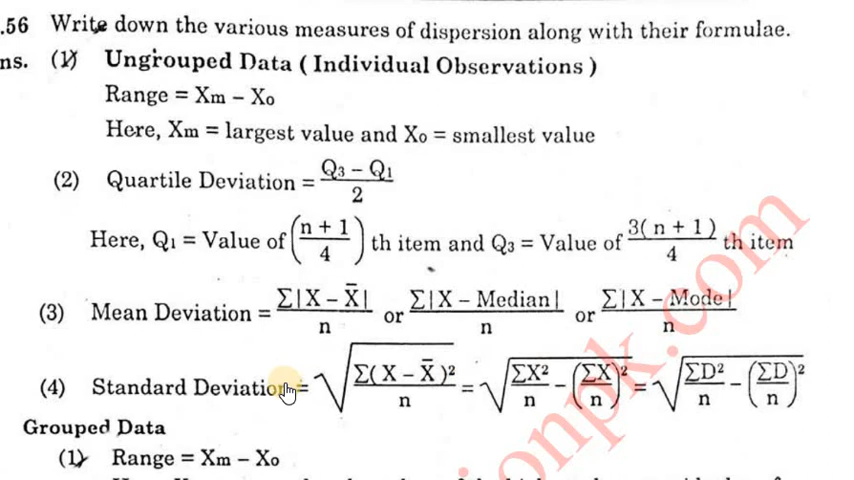 .56 Write down the various measures of dispersion along with their formulae.
ns. (1) Ungrouped Data ( Individual Observations )
Range = Xm – Xo
Here, Xm = largest value and Xo = smallest value
(2) Quartile Deviation = (Q₃ – Q₁)/2
Here, Q₁ = Value of ((n + 1)/4) th item and Q₃ = Value of 3( n + 1 )/4 th item
(3) Mean Deviation = Σ|X – X̄|/n or Σ|X – Median|/n or Σ|X – Mode|/n
(4) Standard Deviation = √(Σ( X – X̄ )²/n) = √(ΣX²/n – (ΣX/n)²) = √(ΣD²/n – (ΣD/n)²)
Grouped Data
(1) Range = Xm – Xo
ionpk.com